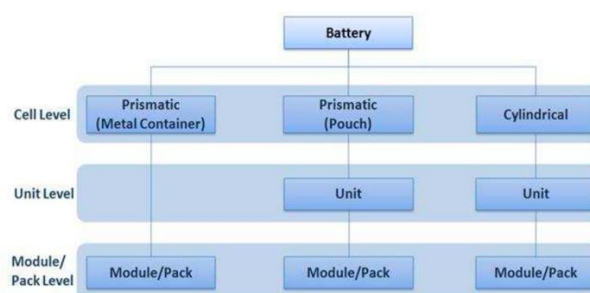 Battery
Cell Level
Prismatic
(Metal Container)
Prismatic
(Pouch)
Cylindrical
Unit Level
Unit
Unit
Module/
Pack Level
Module/Pack
Module/Pack
Module/Pack